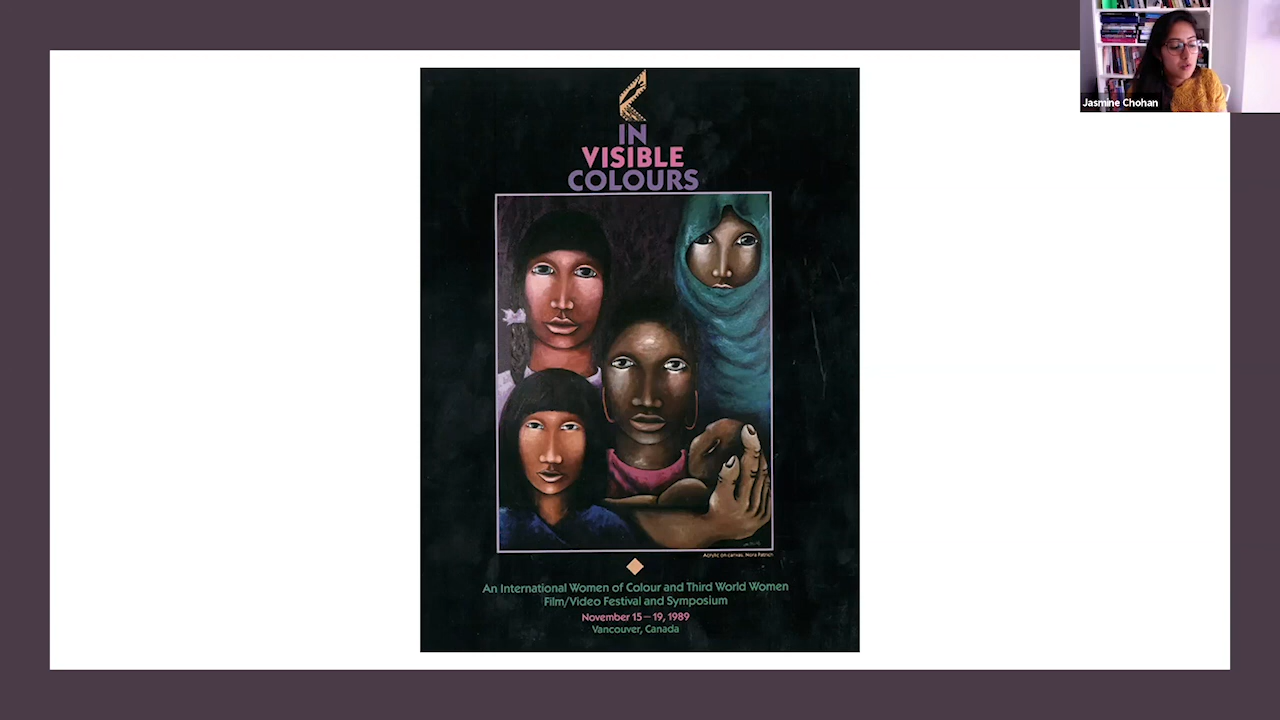 IN
VISIBLE
COLOURS
Acrylic on canvas, Nora Patrich
An International Women of Colour and Third World Women
Film/Video Festival and Symposium
November 15 – 19, 1989
Vancouver, Canada
Jasmine Chohan